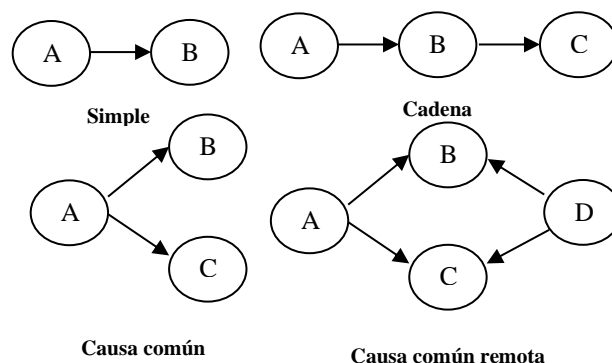 A B
Simple
A B C
Cadena
A B C
Causa común
A B C D
Causa común remota